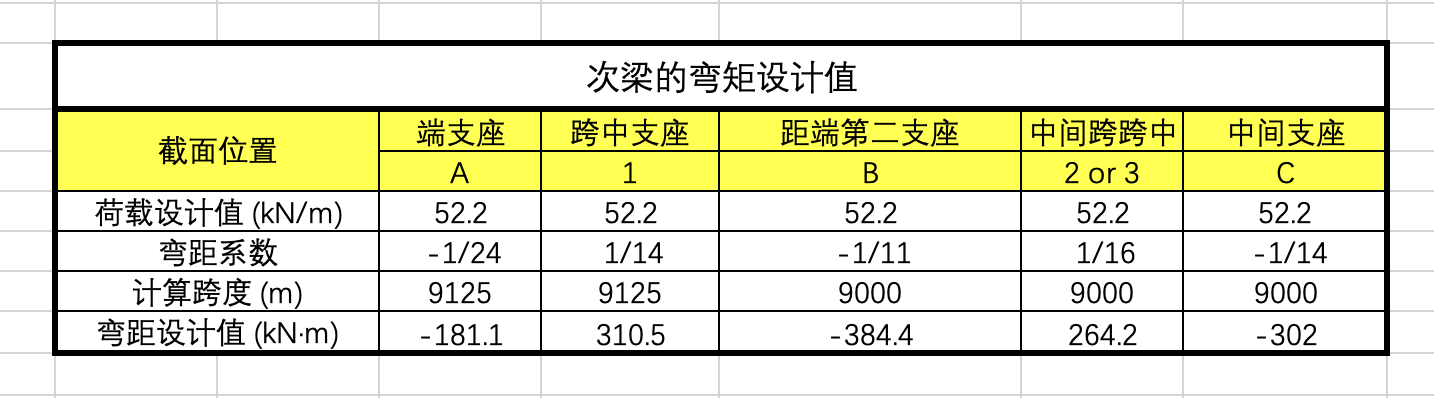 次梁的弯矩设计值
截面位置 端支座 跨中支座 距端第二支座 中间跨跨中 中间支座
A 1 B 2 or 3 C
荷载设计值 (kN/m) 52.2 52.2 52.2 52.2 52.2
弯距系数 -1/24 1/14 -1/11 1/16 -1/14
计算跨度 (m) 9125 9125 9000 9000 9000
弯距设计值 (kN·m) -181.1 310.5 -384.4 264.2 -302